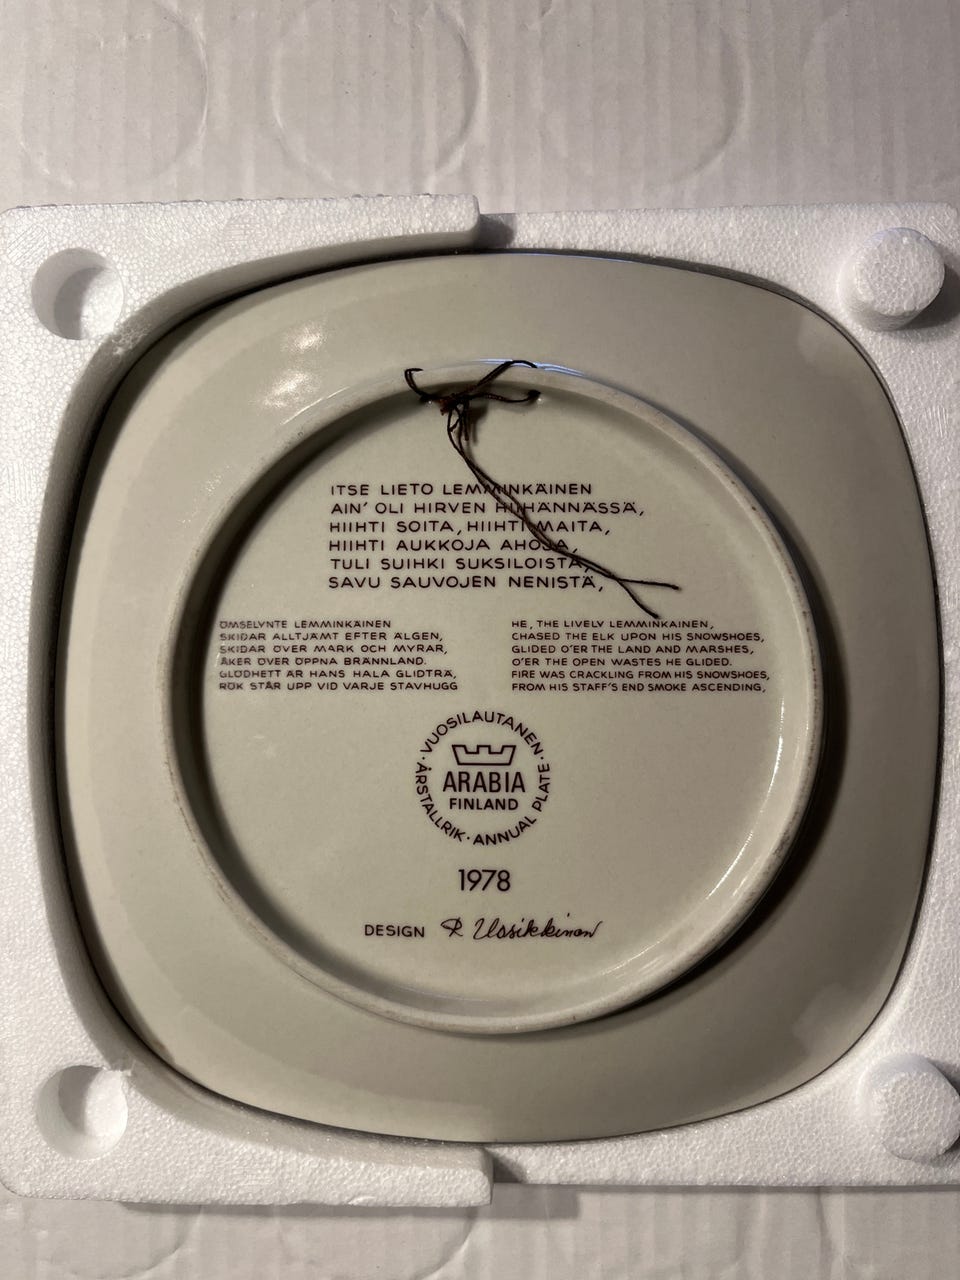 ITSE LIETO LEMMINKÄINEN
AIN' OLI HIRVEN HIIHÄNNÄSSÄ,
HIIHTI SOITA, HIIHTI MAITA,
HIIHTI AUKKOJA AHOJA,
TULI SUIHKI SUKSILOISTA,
SAVU SAUVOJEN NENISTÄ,
ÖMSELYNTE LEMMINKÄINEN
SKIDAR ALLTJÄMT EFTER ÄLGEN,
SKIDAR ÖVER MARK OCH MYRAR,
ÅKER ÖVER ÖPPNA BRÄNNLAND.
GLÖDHETT ÄR HANS HALA GLIDTRÄ,
RÖK STÅR UPP VID VARJE STAVHUGG
HE, THE LIVELY LEMMINKAINEN,
CHASED THE ELK UPON HIS SNOWSHOES,
GLIDED O'ER THE LAND AND MARSHES,
O'ER THE OPEN WASTES HE GLIDED.
FIRE WAS CRACKLING FROM HIS SNOWSHOES,
FROM HIS STAFF'S END SMOKE ASCENDING,
· VUOSILAUTANEN ·
ARABIA
FINLAND
ÅRSTALLRIK · ANNUAL PLATE
1978
DESIGN R Uosikkinen